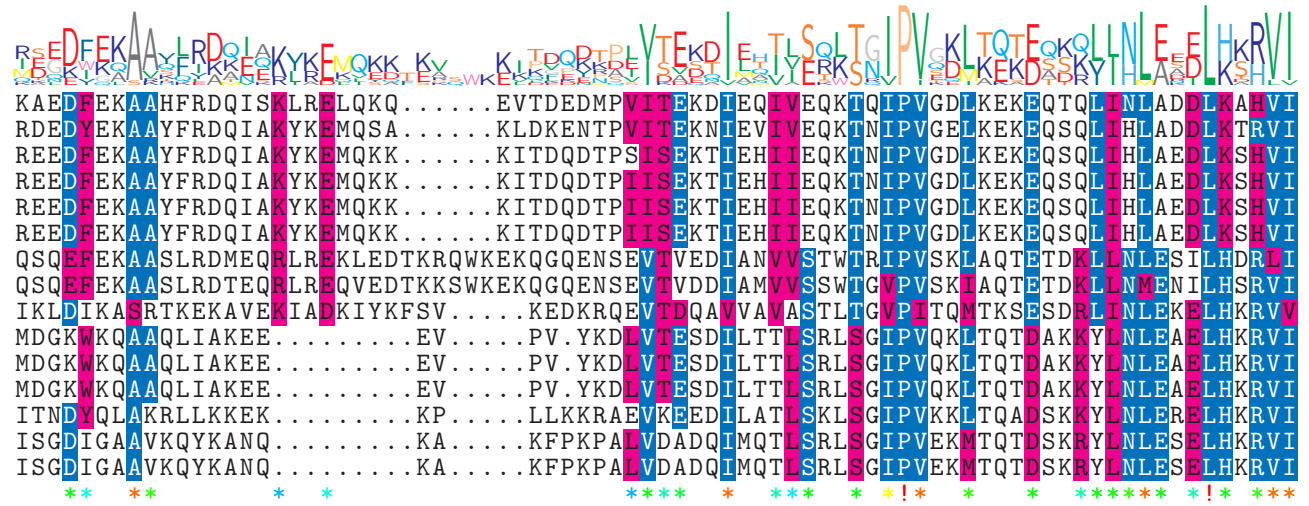 KAEDFEKAAHFRDQISKLRELQKQ......EVTDEDMPVITEKDIEQIVEQKTQIPVGDLKEKEQTQLINLADDLKAHVI
RDEDYEKAAYFRDQIAKYKEMQSA......KLDKENTPVITEKNIEVIVEQKTNIPVGELKEKEQSQLIHLADDLKTRVI
REEDFEKAAYFRDQIAKYKEMQKK......KITDQDTPSISEKTIEHIIEQKTNIPVGDLKEKEQSQLIHLAEDLKSHVI
REEDFEKAAYFRDQIAKYKEMQKK......KITDQDTPIISEKTIEHIIEQKTNIPVGDLKEKEQSQLIHLAEDLKSHVI
REEDFEKAAYFRDQIAKYKEMQKK......KITDQDTPIISEKTIEHIIEQKTNIPVGDLKEKEQSQLIHLAEDLKSHVI
REEDFEKAAYFRDQIAKYKEMQKK......KITDQDTPIISEKTIEHIIEQKTNIPVGDLKEKEQSQLIHLAEDLKSHVI
QSQEFEKAASLRDMEQRLREKLEDTKRQWKEKQGQENSEVTVEDIANVVSTWTRIPVSKLAQTETDKLLNLESILHDRLI
QSQEFEKAASLRDTEQRLREQVEDTKKSWKEKQGQENSEVTVDDIAMVVSSWTGVPVSKIAQTETDKLLNMENILHSRVI
IKLDIKASRTKEKAVEKIADKIYKFSV.....KEDKRQEVTDQAVVAVASTLTGVPITQMTKSESDRLINLEKELHKRVV
MDGKWKQAAQLIAKEE.........EV.....PV.YKDLVTESDILTTLSRLSGIPVQKLTQTDAKKYLNLEAELHKRVI
MDGKWKQAAQLIAKEE.........EV.....PV.YKDLVTESDILTTLSRLSGIPVQKLTQTDAKKYLNLEAELHKRVI
MDGKWKQAAQLIAKEE.........EV.....PV.YKDLVTESDILTTLSRLSGIPVQKLTQTDAKKYLNLEAELHKRVI
ITNDYQLAKRLLKKEK.........KP.....LLKKRAEVKEEDILATLSKLSGIPVKKLTQADSKKYLNLERELHKRVI
ISGDIGAAVKQYKANQ.........KA.....KFPKPALVDADQIMQTLSRLSGIPVEKMTQTDSKRYLNLESELHKRVI
ISGDIGAAVKQYKANQ.........KA.....KFPKPALVDADQIMQTLSRLSGIPVEKMTQTDSKRYLNLESELHKRVI